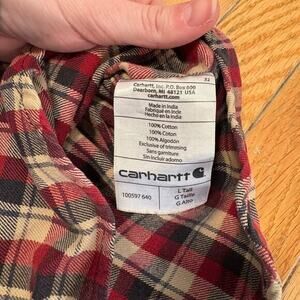 32
Carhartt, Inc. P.O. Box 600
Dearborn, MI 48121 USA
carhartt.com
Made in India
Fabriqué en Inde
Hecho en India
100% Cotton
100% Coton
100% Algodon
Exclusive of trimming
Sans garniture
Sin incluir adorno
carhartt
100597 640
L Tall
G Taille
G Alto